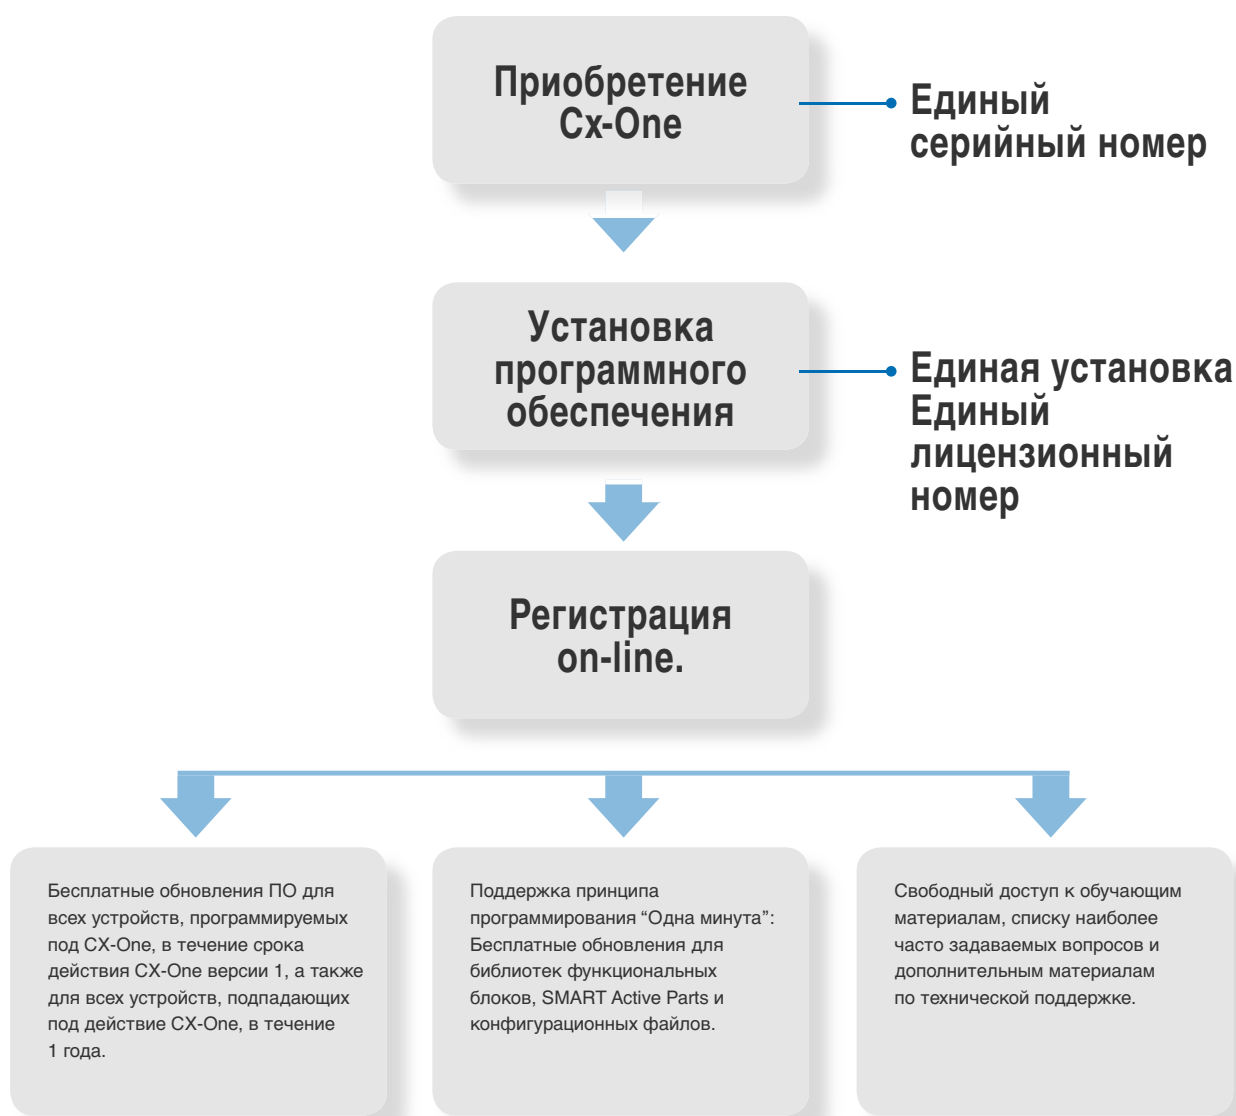 Приобретение
Cx-One
Единый
серийный номер
Установка
программного
обеспечения
Единая установка
Единый
лицензионный
номер
Регистрация
on-line.
Бесплатные обновления ПО для
всех устройств, программируемых
под CX-One, в течение срока
действия CX-One версии 1, а также
для всех устройств, подпадающих
под действие CX-One, в течение
1 года.
Поддержка принципа
программирования “Одна минута”:
Бесплатные обновления для
библиотек функциональных
блоков, SMART Active Parts и
конфигурационных файлов.
Свободный доступ к обучающим
материалам, списку наиболее
часто задаваемых вопросов и
дополнительным материалам
по технической поддержке.